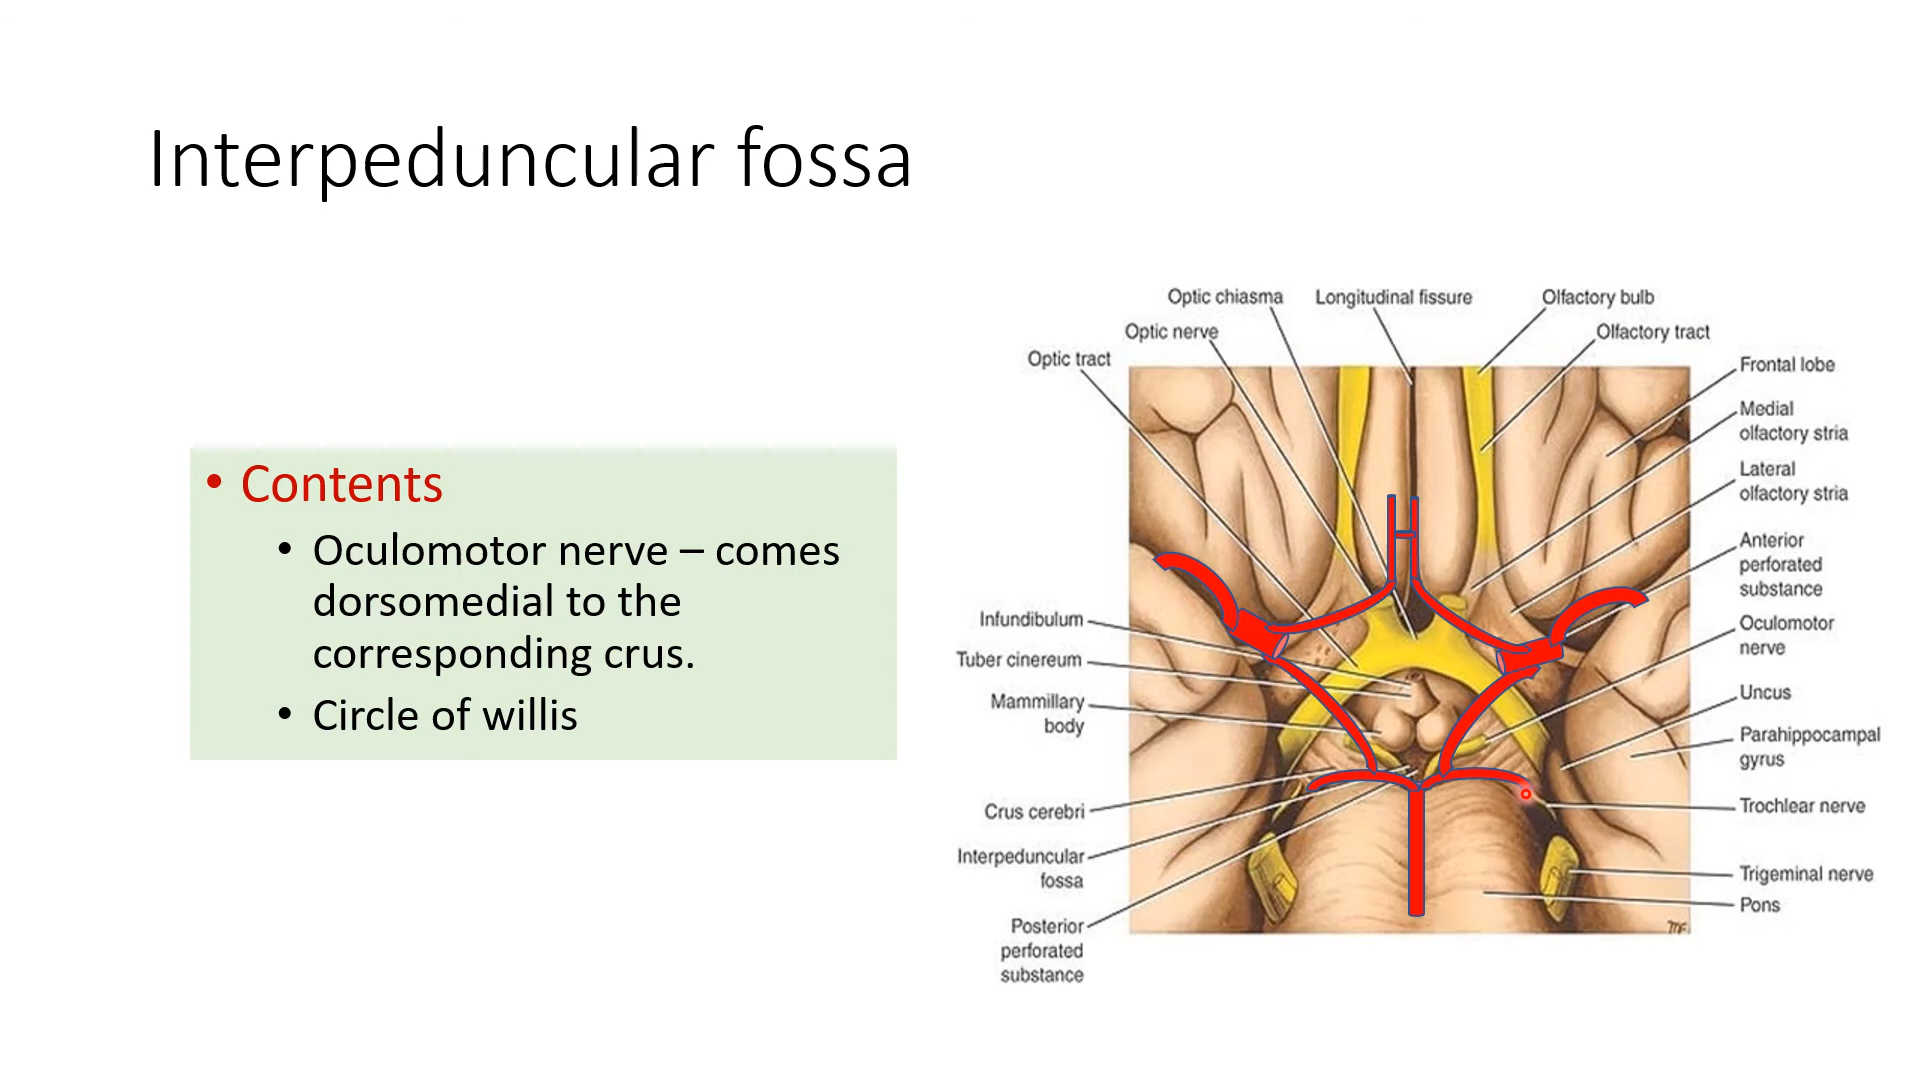 Interpeduncular fossa
• Contents
• Oculomotor nerve – comes
dorsomedial to the
corresponding crus.
• Circle of willis
Optic chiasma
Longitudinal fissure
Olfactory bulb
Optic nerve
Olfactory tract
Optic tract
Frontal lobe
Medial
olfactory stria
Lateral
olfactory stria
Anterior
perforated
substance
Infundibulum
Oculomotor
nerve
Tuber cinereum
Uncus
Mammillary
body
Parahippocampal
gyrus
Crus cerebri
Trochlear nerve
Interpeduncular
fossa
Trigeminal nerve
Pons
Posterior
perforated
substance